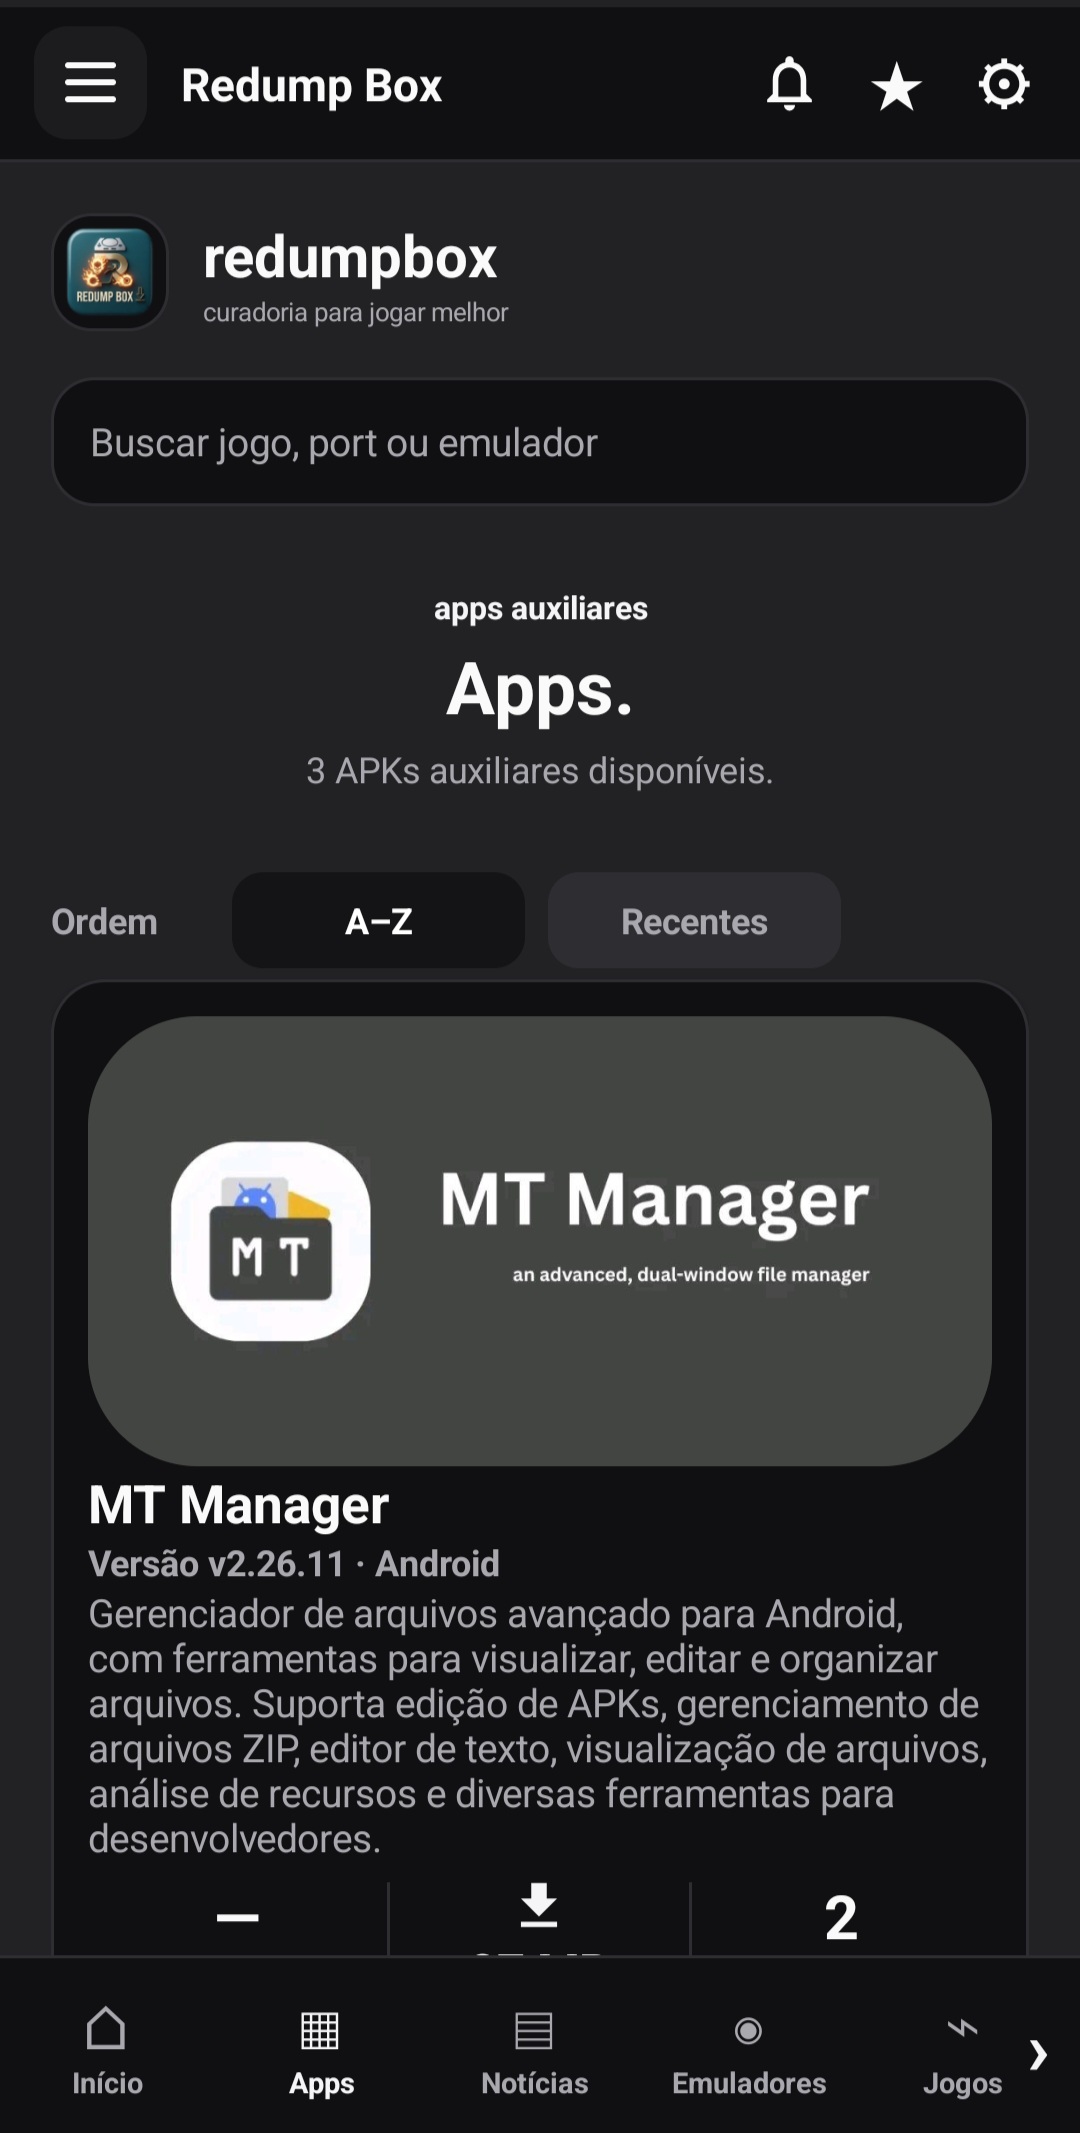 Redump Box
REDUMP BOX
redumpbox
curadoria para jogar melhor
Buscar jogo, port ou emulador
apps auxiliares
Apps.
3 APKs auxiliares disponíveis.
Ordem
A–Z
Recentes
MT
MT Manager
an advanced, dual-window file manager
MT Manager
Versão v2.26.11 · Android
Gerenciador de arquivos avançado para Android,
com ferramentas para visualizar, editar e organizar
arquivos. Suporta edição de APKs, gerenciamento de
arquivos ZIP, editor de texto, visualização de arquivos,
análise de recursos e diversas ferramentas para
desenvolvedores.
–
2
Início
Apps
Notícias
Emuladores
Jogos